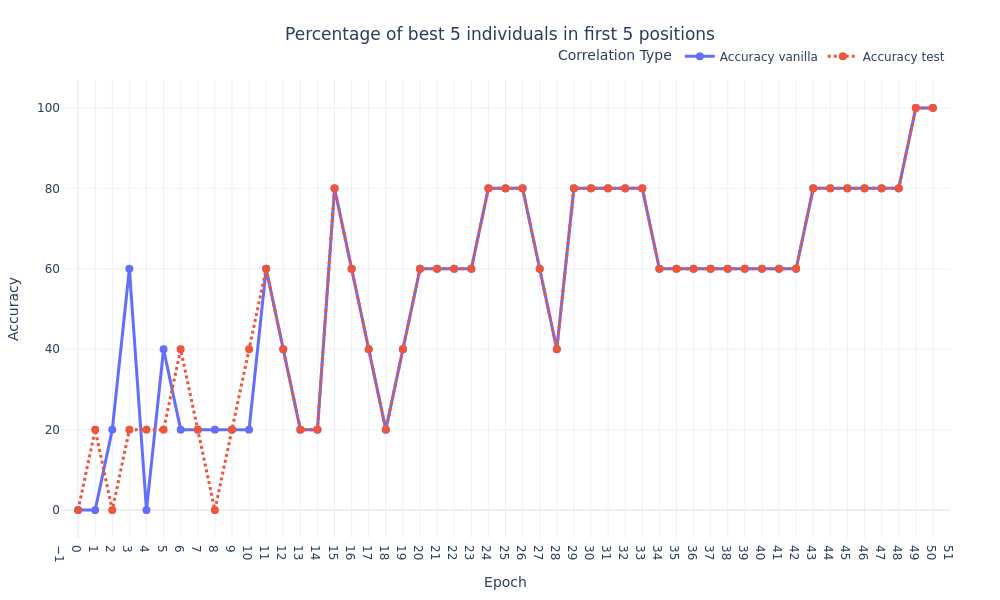 Percentage of best 5 individuals in first 5 positions
Correlation Type Accuracy vanilla Accuracy test
100
80
60
40
20
0
Accuracy
−1 0 1 2 3 4 5 6 7 8 9 10 11 12 13 14 15 16 17 18 19 20 21 22 23 24 25 26 27 28 29 30 31 32 33 34 35 36 37 38 39 40 41 42 43 44 45 46 47 48 49 50 51
Epoch